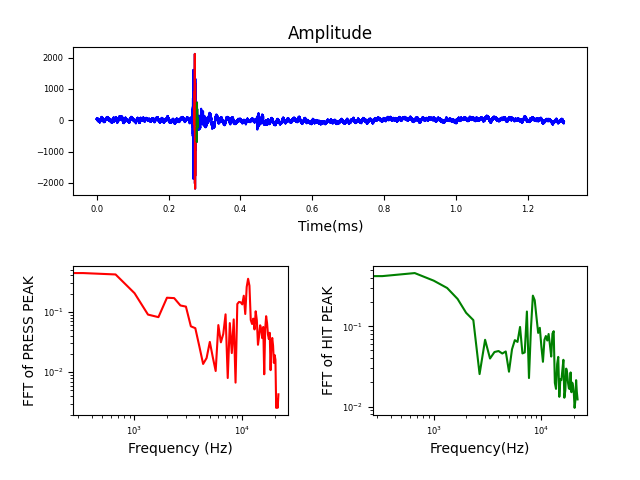 Amplitude
2000
1000
0
−1000
−2000
0.0 0.2 0.4 0.6 0.8 1.0 1.2
Time(ms)
FFT of PRESS PEAK
10⁻¹
10⁻²
10³ 10⁴
Frequency (Hz)
FFT of HIT PEAK
10⁻¹
10⁻²
10³ 10⁴
Frequency(Hz)